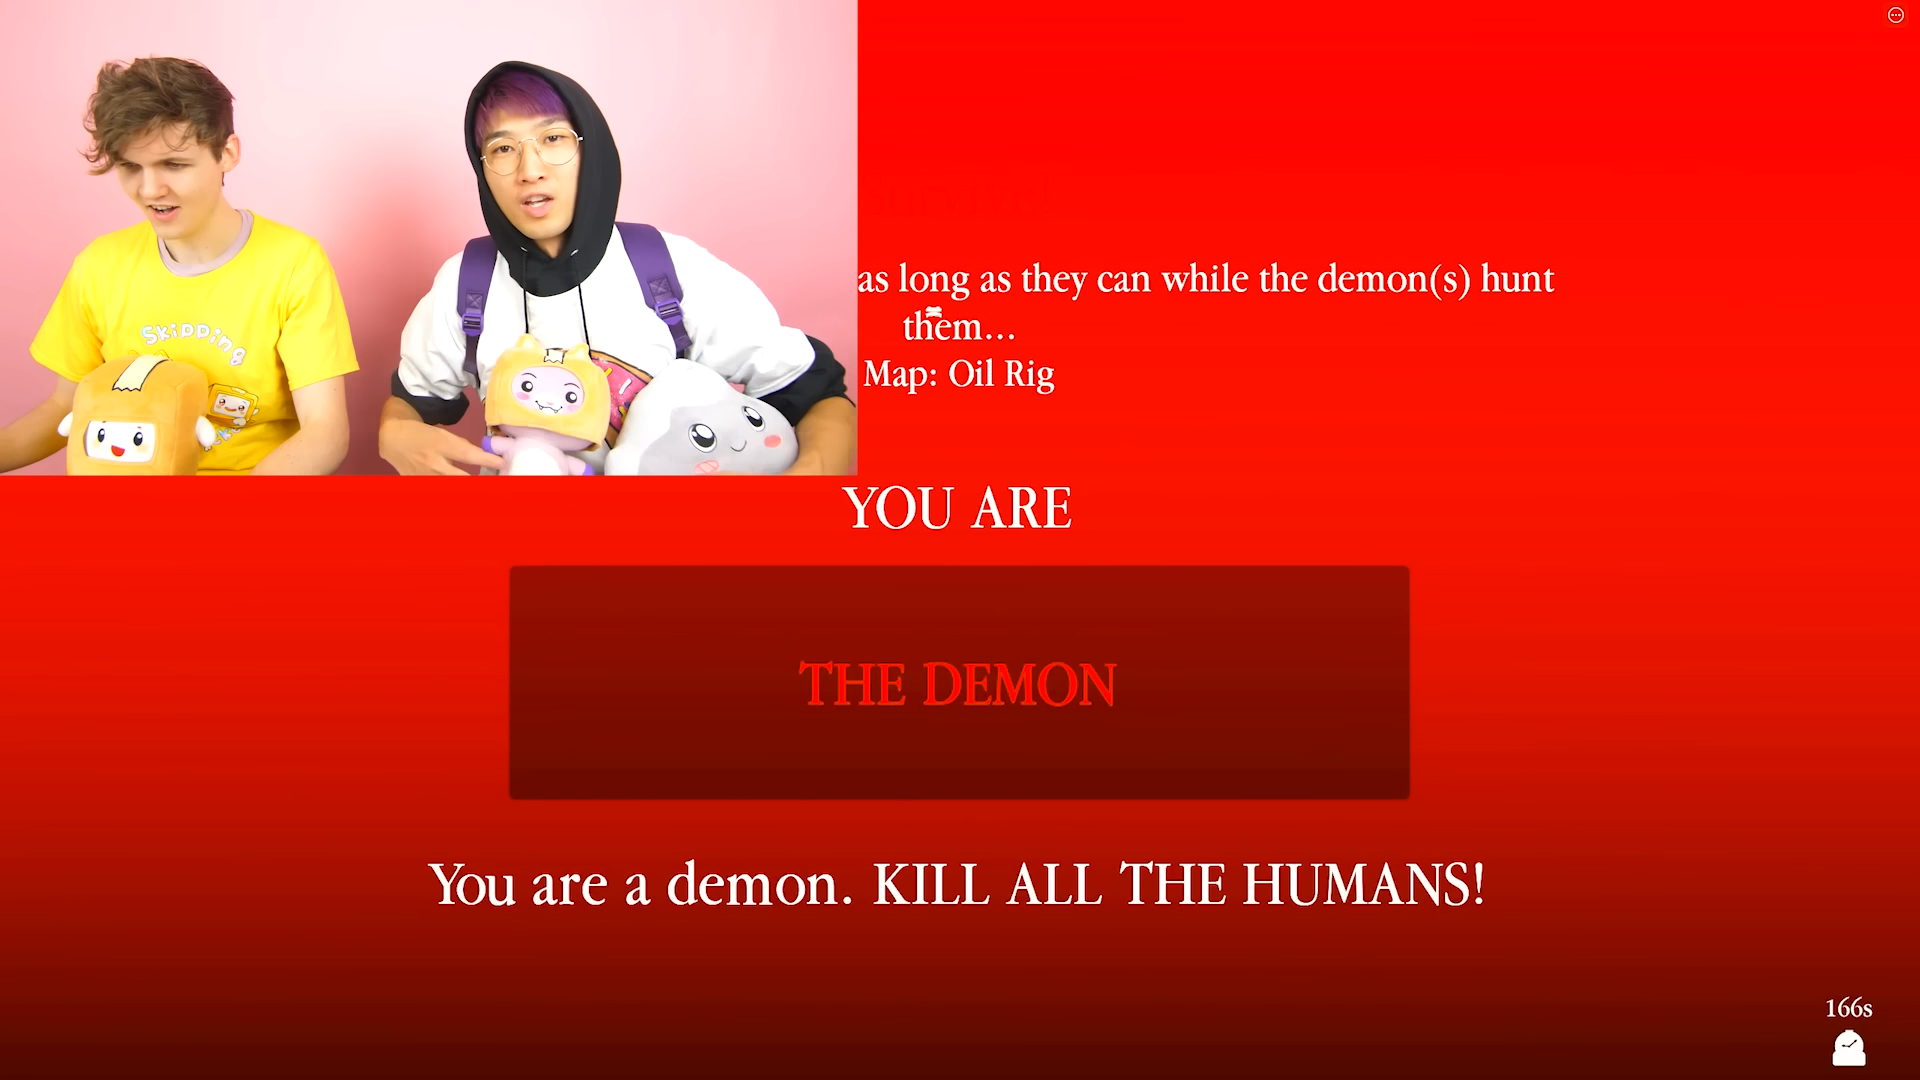 as long as they can while the demon(s) hunt
them...
Map: Oil Rig
Skipping
YOU ARE
THE DEMON
You are a demon. KILL ALL THE HUMANS!
166s